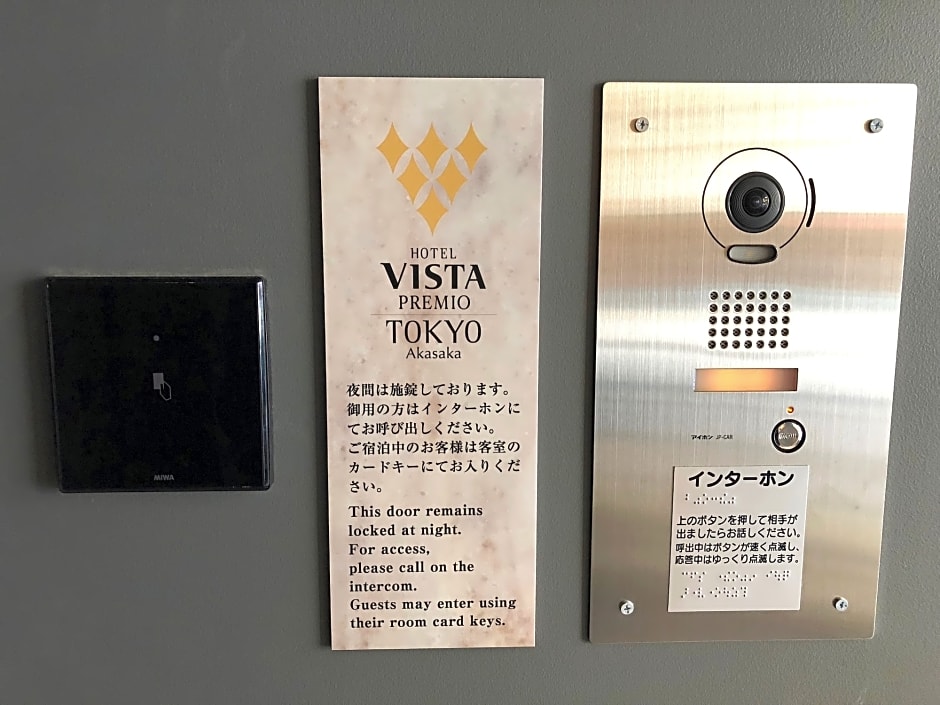 MIWA
HOTEL
VISTA
PREMIO
TOKYO
Akasaka
夜間は施錠しております。
御用の方はインターホンに
てお呼び出しください。
ご宿泊中のお客様は客室の
カードキーにてお入りくだ
さい。
This door remains
locked at night.
For access,
please call on the
intercom.
Guests may enter using
their room card keys.
アイホン
インターホン
上のボタンを押して相手が
出ましたらお話しください。
呼出中はボタンが速く点滅し、
応答中はゆっくり点滅します。